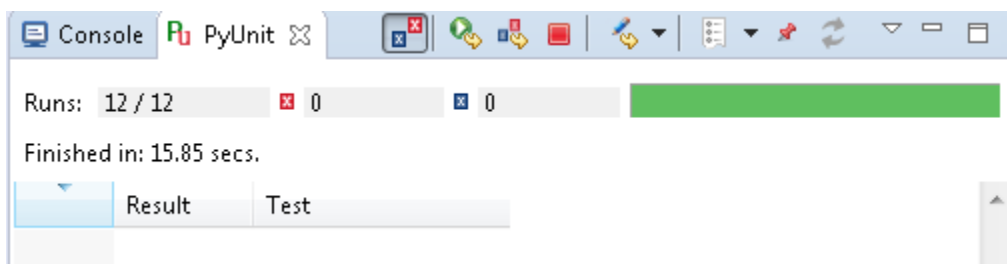 Console PyUnit
Runs: 12 / 12 0 0
Finished in: 15.85 secs.
Result Test